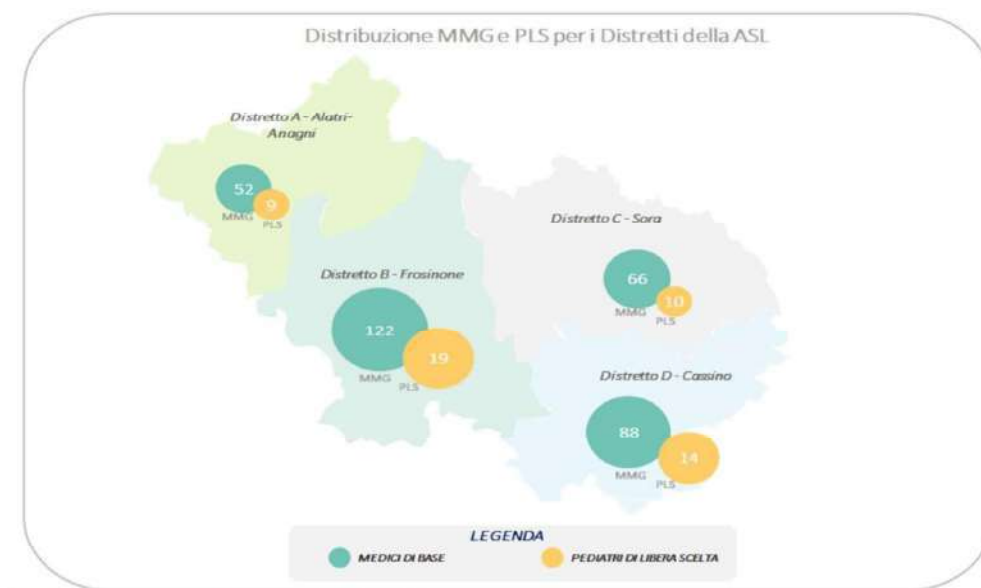 Distribuzione MMG e PLS per i Distretti della ASL
Distretto A - Alatri-
Anagni
52
9
MMG
PLS
Distretto C - Sora
66
10
MMG
PLS
Distretto B - Frosinone
122
19
MMG
PLS
Distretto D - Cassino
88
14
MMG
PLS
LEGENDA
MEDICI DI BASE
PEDIATRI DI LIBERA SCELTA